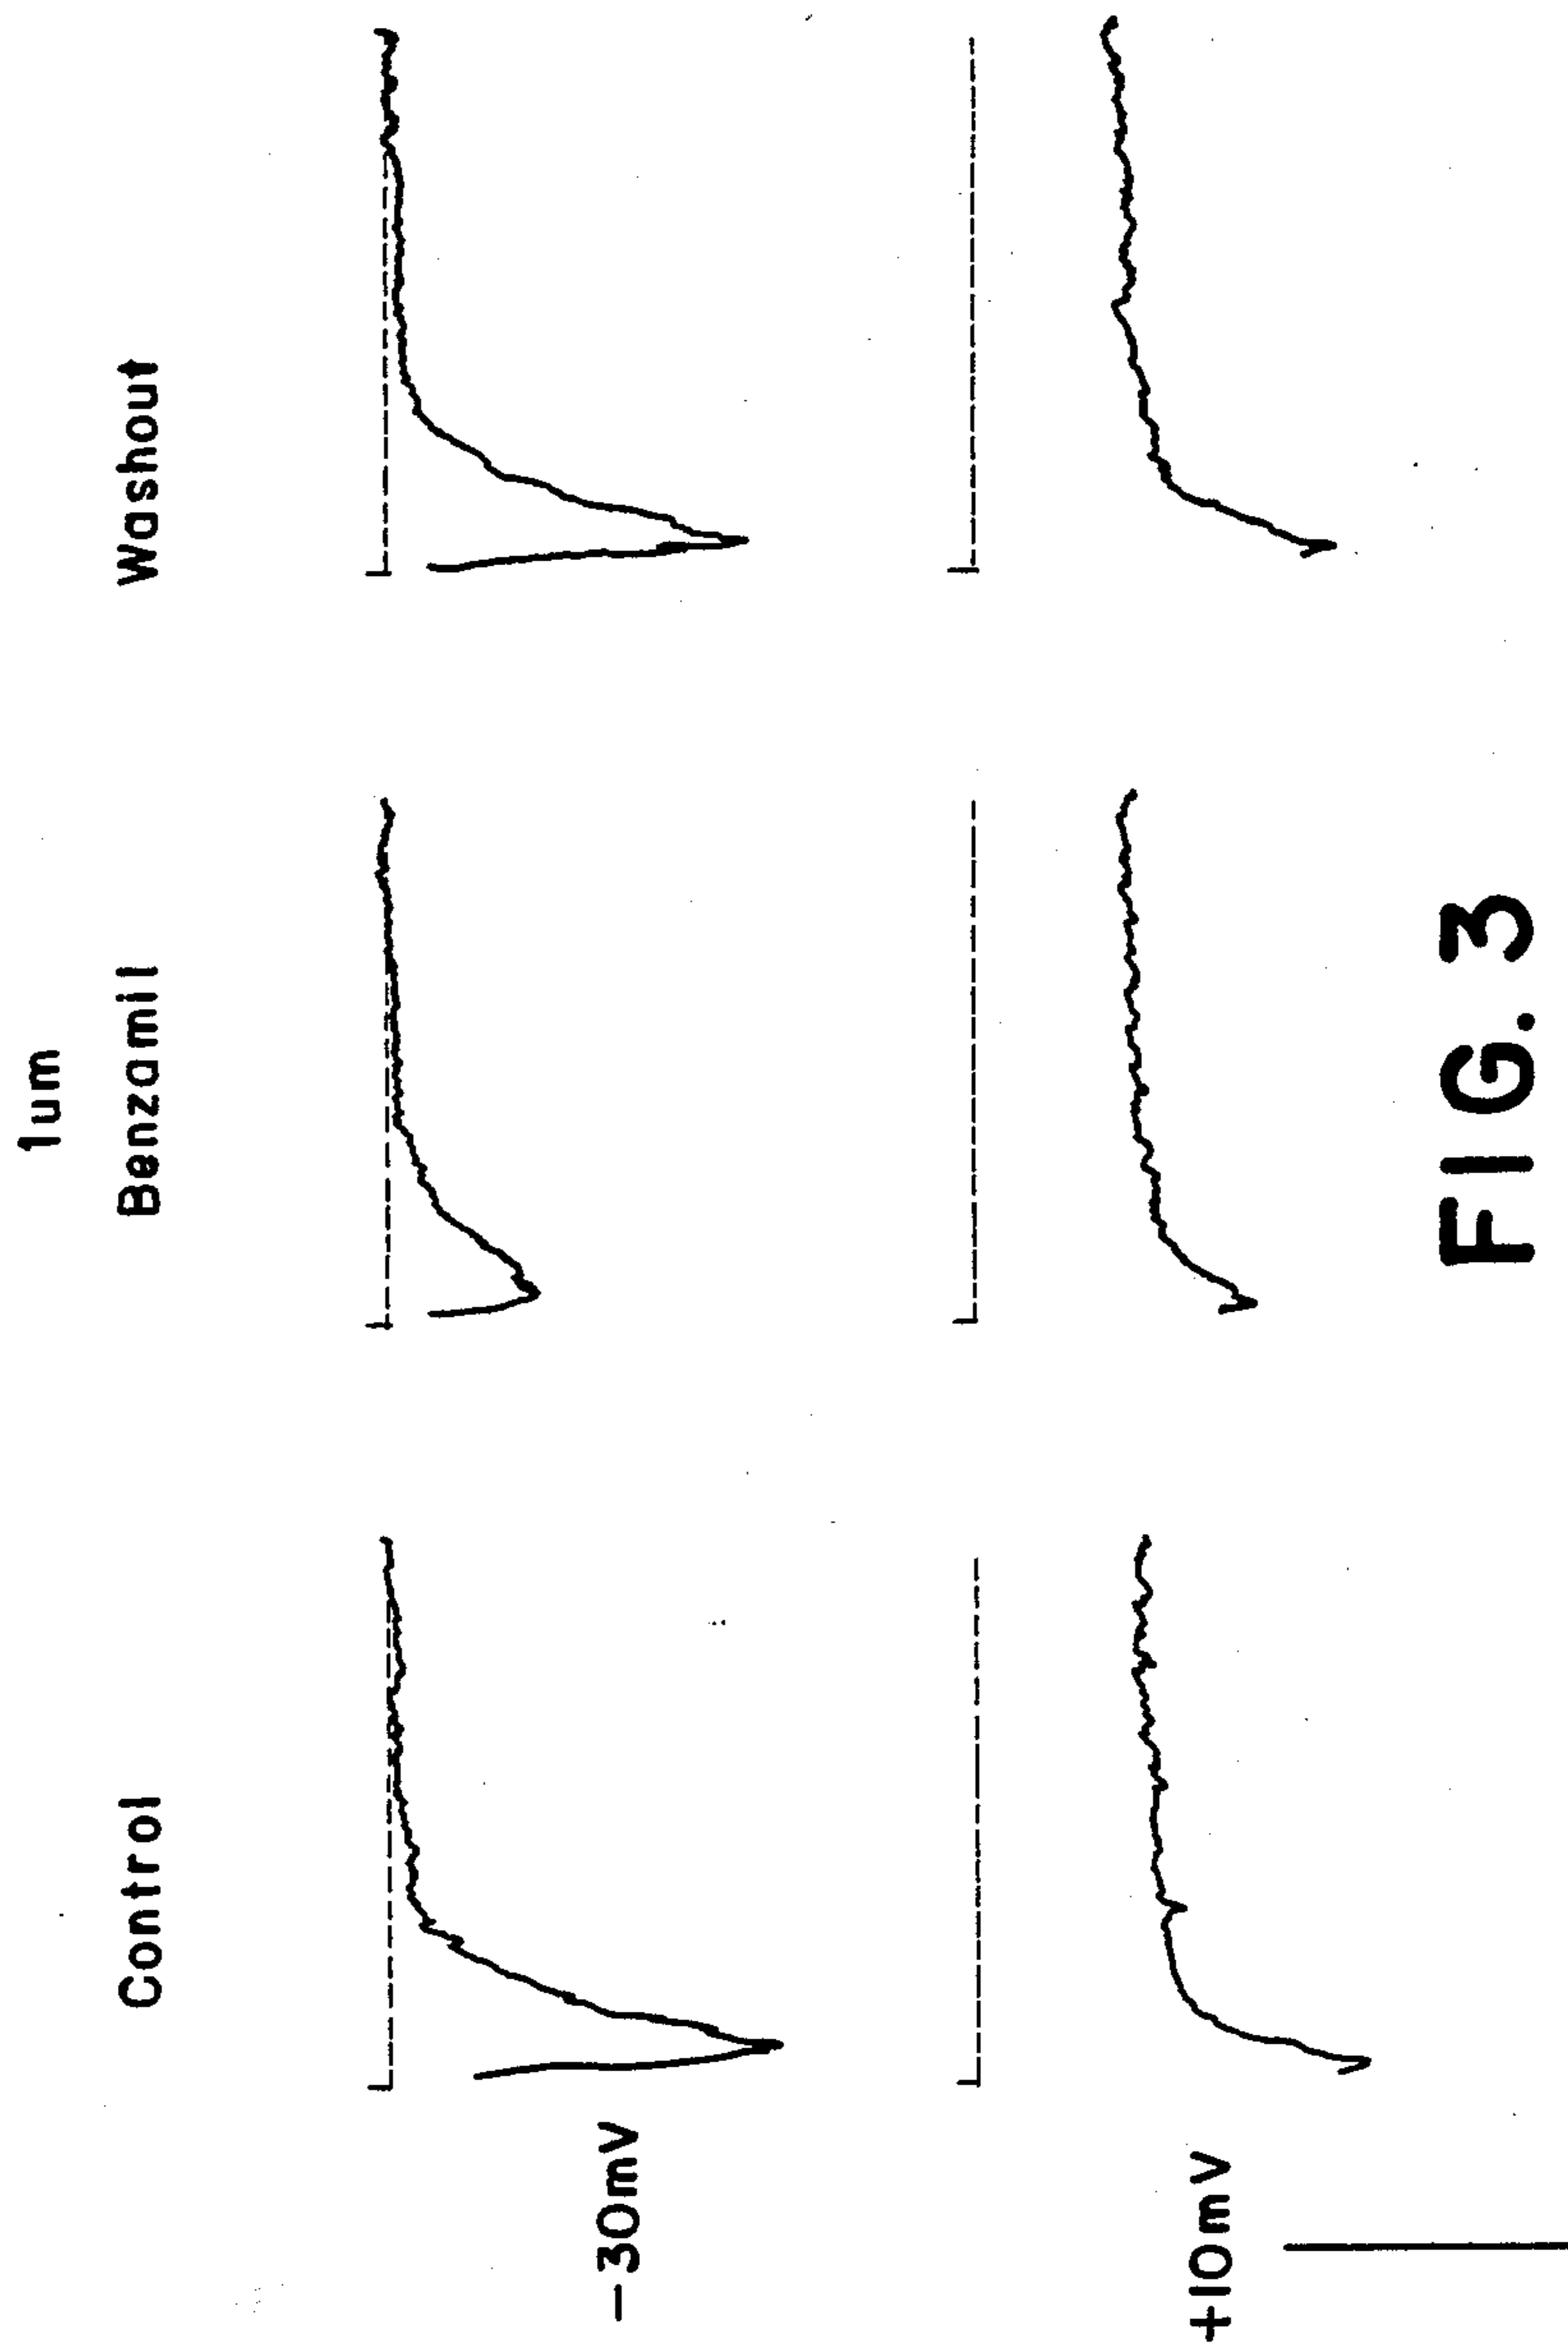 Control
1um
Benzamil
Washout
-30mV
+10mV
FIG. 3